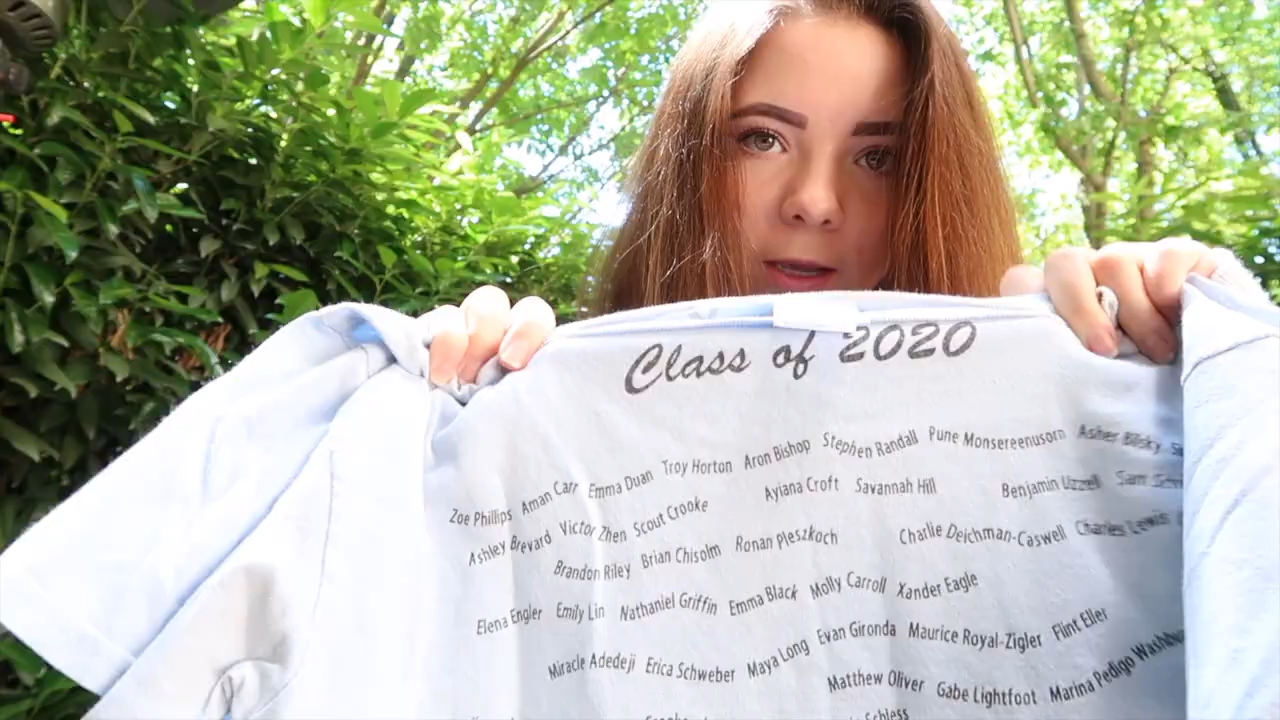 Class of 2020
Zoe Phillips Aman Carr Emma Duan Troy Horton Aron Bishop Stephen Randall Pune Monsereenusorn Asher Bilsky
Ashley Brevard Victor Zhen Scout Crooke Ayiana Croft Savannah Hill Benjamin Uzzell Sam
Brandon Riley Brian Chisolm Ronan Pleszkoch Charlie Deichman-Caswell Charles Lewis
Elena Engler Emily Lin Nathaniel Griffin Emma Black Molly Carroll Xander Eagle
Miracle Adedeji Erica Schweber Maya Long Evan Gironda Maurice Royal-Zigler Flint Eller
Matthew Oliver Gabe Lightfoot Marina Pedigo